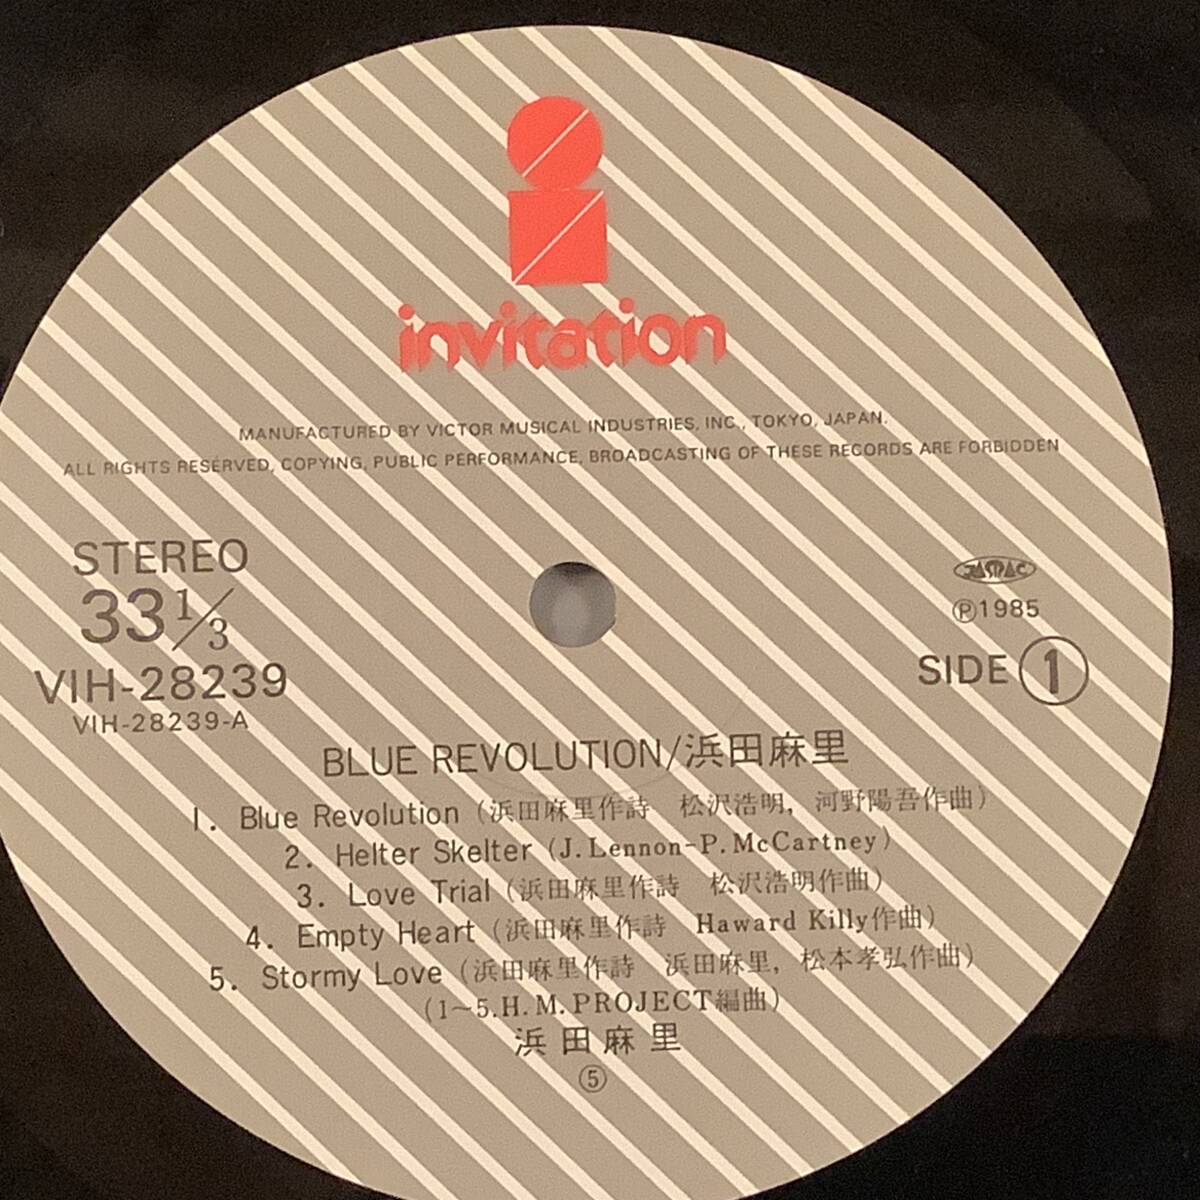 invitation
MANUFACTURED BY VICTOR MUSICAL INDUSTRIES, INC., TOKYO, JAPAN.
ALL RIGHTS RESERVED, COPYING, PUBLIC PERFORMANCE, BROADCASTING OF THESE RECORDS ARE FORBIDDEN
STEREO
33 1/3
VIH-28239
VIH-28239-A
JASRAC
Ⓟ1985
SIDE 1
BLUE REVOLUTION/浜田麻里
1. Blue Revolution (浜田麻里作詩 松沢浩明, 河野陽吾作曲)
2. Helter Skelter (J. Lennon-P. McCartney)
3. Love Trial (浜田麻里作詩 松沢浩明作曲)
4. Empty Heart (浜田麻里作詩 Haward Killy作曲)
5. Stormy Love (浜田麻里作詩 浜田麻里, 松本孝弘作曲)
(1~5. H. M. PROJECT編曲)
浜田麻里
⑤